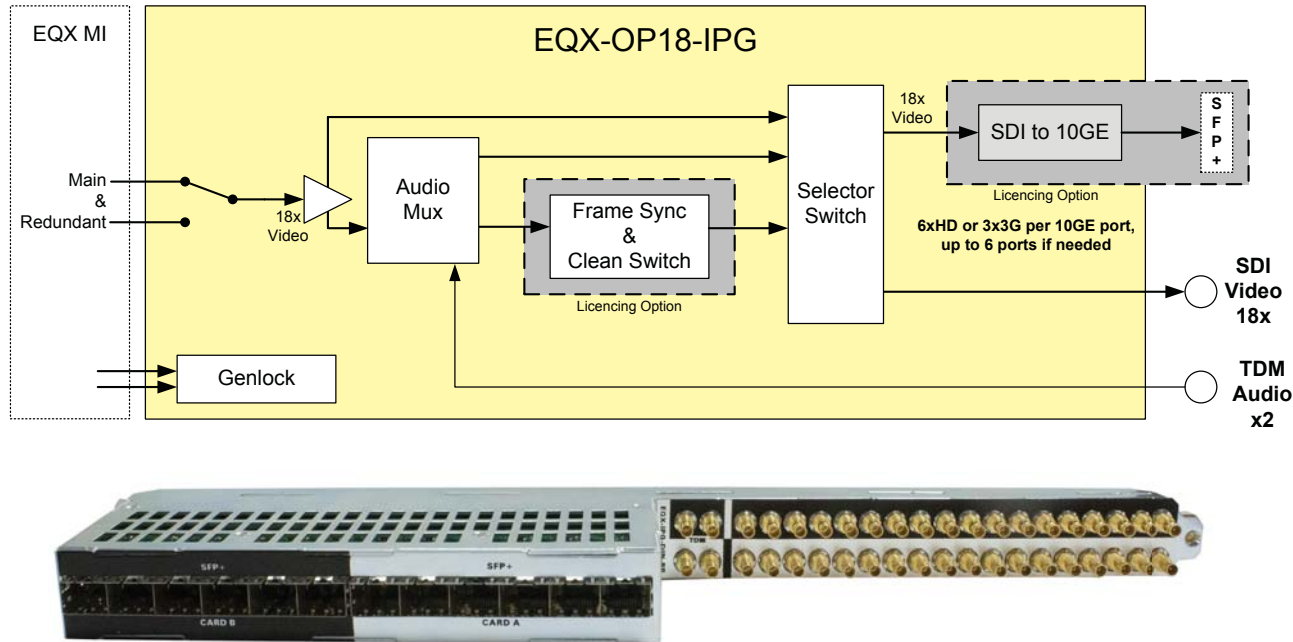 EQX MI
EQX-OP18-IPG
Main
&
Redundant
18x
Video
Audio
Mux
Frame Sync
&
Clean Switch
Licencing Option
Selector
Switch
18x
Video
SDI to 10GE
S
F
P
+
Licencing Option
6xHD or 3x3G per 10GE port,
up to 6 ports if needed
SDI
Video
18x
Genlock
TDM
Audio
x2
TDM
SFP+
SFP+
CARD B
CARD A